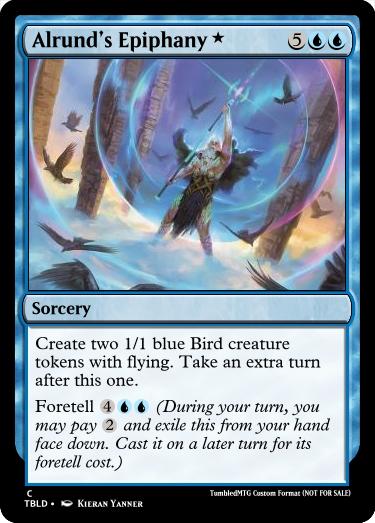 Alrund's Epiphany ★ 5
Sorcery
Create two 1/1 blue Bird creature
tokens with flying. Take an extra turn
after this one.
Foretell 4 (During your turn, you
may pay 2 and exile this from your hand
face down. Cast it on a later turn for its
foretell cost.)
C
TBLD • Kieran Yanner
TumbledMTG Custom Format (NOT FOR SALE)